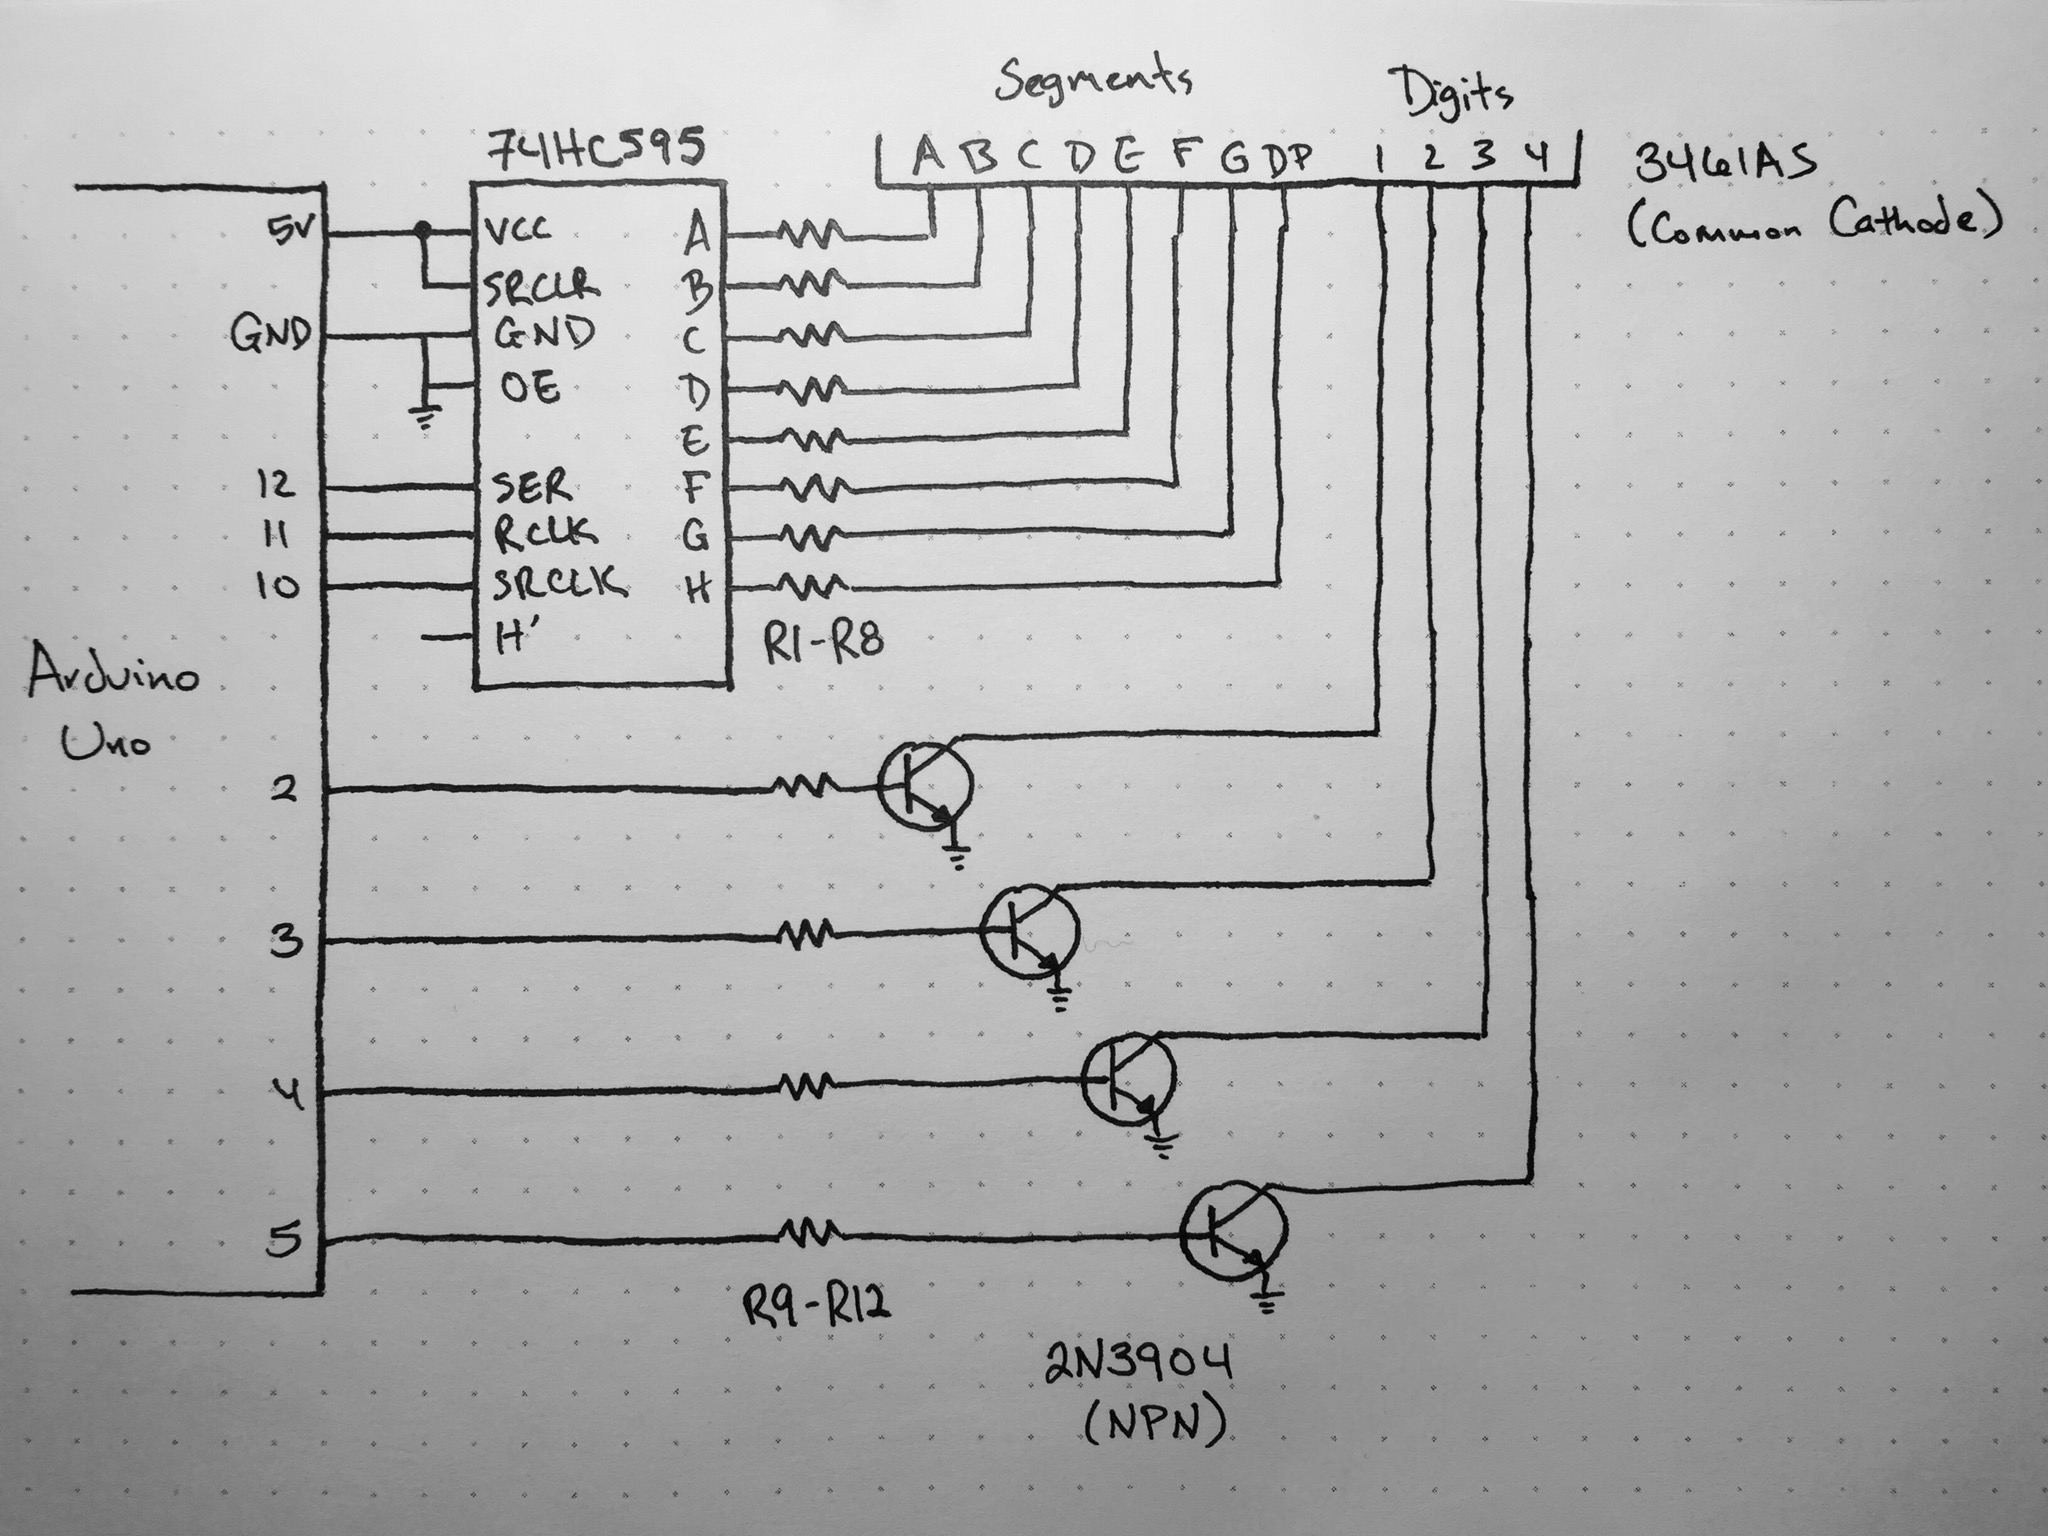 Segments
Digits
74HC595
A B C D E F G DP 1 2 3 4
3461AS
(Common Cathode)
5V
VCC
A
SRCLR
B
GND
GND
C
OE
D
E
12
SER
F
11
RCLK
G
10
SRCLK
H
H'
R1-R8
Arduino
Uno
2
3
4
5
R9-R12
2N3904
(NPN)